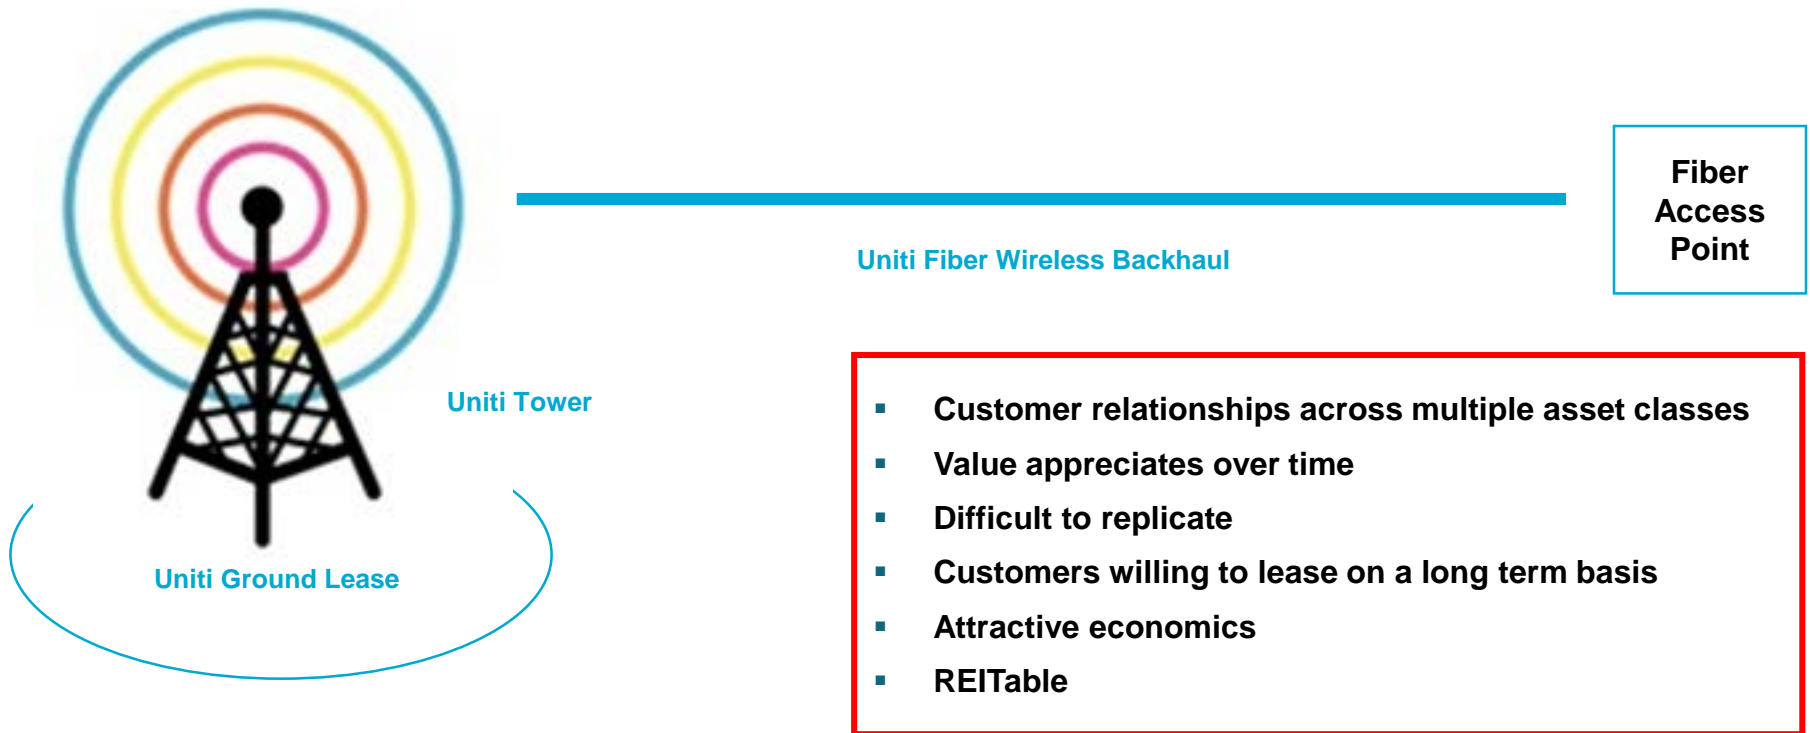 Fiber
Access
Point
Uniti Fiber Wireless Backhaul
Uniti Tower
Uniti Ground Lease
▪ Customer relationships across multiple asset classes
▪ Value appreciates over time
▪ Difficult to replicate
▪ Customers willing to lease on a long term basis
▪ Attractive economics
▪ REITable